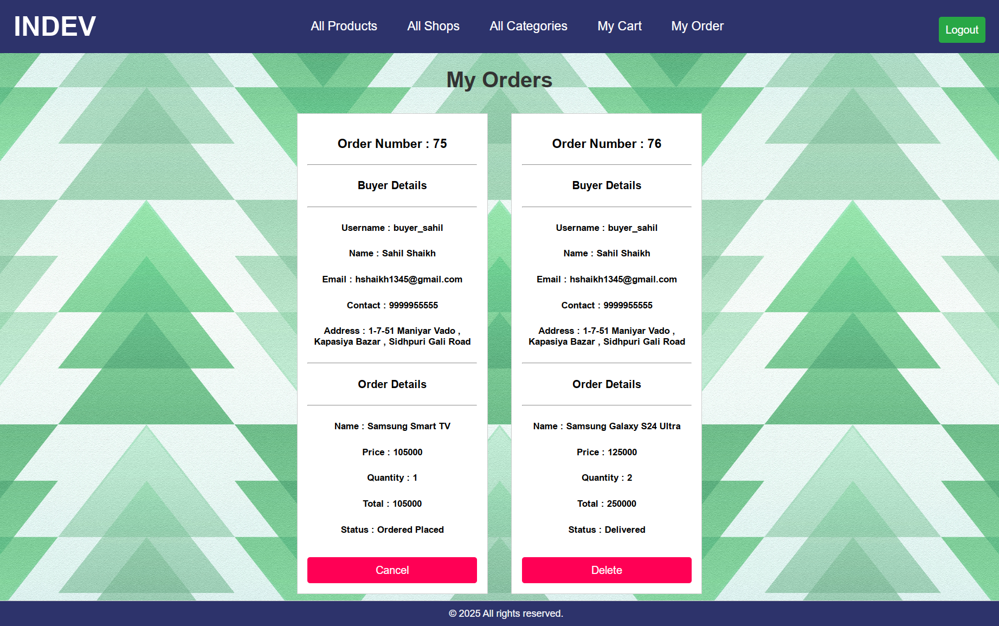 INDEV
All Products
All Shops
All Categories
My Cart
My Order
Logout
My Orders
Order Number : 75
Buyer Details
Username : buyer_sahil
Name : Sahil Shaikh
Email : hshaikh1345@gmail.com
Contact : 9999955555
Address : 1-7-51 Maniyar Vado ,
Kapasiya Bazar , Sidhpuri Gali Road
Order Details
Name : Samsung Smart TV
Price : 105000
Quantity : 1
Total : 105000
Status : Ordered Placed
Cancel
Order Number : 76
Buyer Details
Username : buyer_sahil
Name : Sahil Shaikh
Email : hshaikh1345@gmail.com
Contact : 9999955555
Address : 1-7-51 Maniyar Vado ,
Kapasiya Bazar , Sidhpuri Gali Road
Order Details
Name : Samsung Galaxy S24 Ultra
Price : 125000
Quantity : 2
Total : 250000
Status : Delivered
Delete
© 2025 All rights reserved.